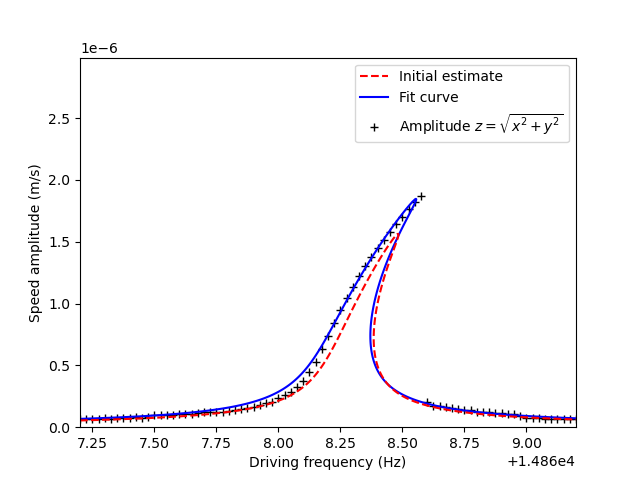 1e−6
Initial estimate
Fit curve
Amplitude z = √x² + y²
2.5
2.0
1.5
1.0
0.5
0.0
Speed amplitude (m/s)
7.25 7.50 7.75 8.00 8.25 8.50 8.75 9.00
Driving frequency (Hz)
+1.486e4